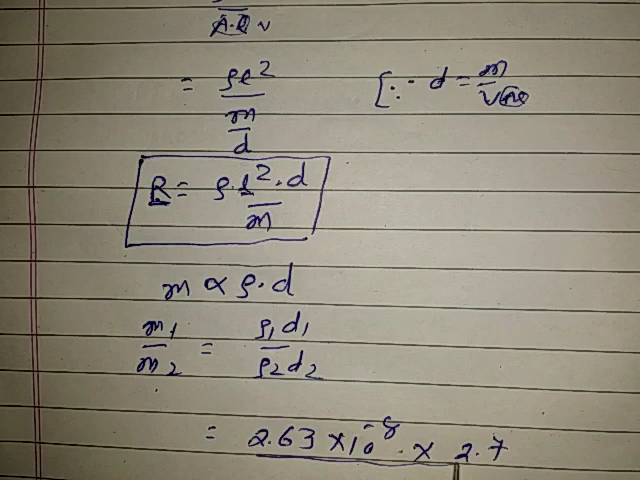 A.l v
= ρl² / (m/d) [∵ d = m/v
R = ρ.l².d / m
m ∝ ρ.d
m₁/m₂ = ρ₁d₁ / ρ₂d₂
= 2.63 × 10⁻⁸ . × 2.7